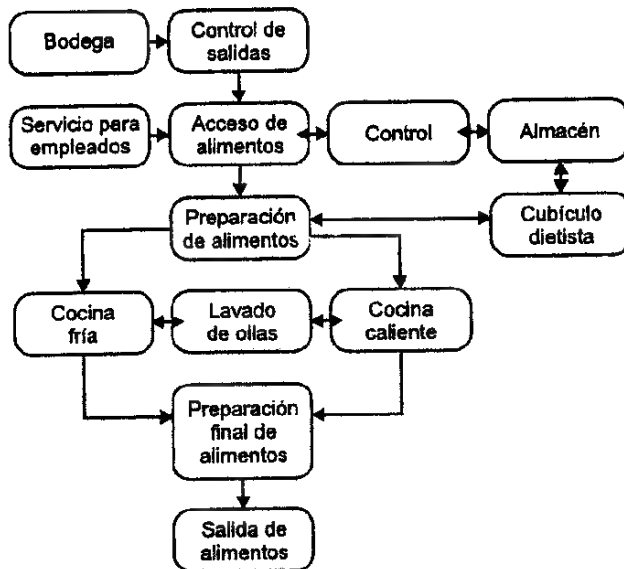 Bodega
Control de
salidas
Servicio para
empleados
Acceso de
alimentos
Control
Almacén
Preparación
de alimentos
Cubículo
dietista
Cocina
fría
Lavado
de ollas
Cocina
caliente
Preparación
final de
alimentos
Salida de
alimentos